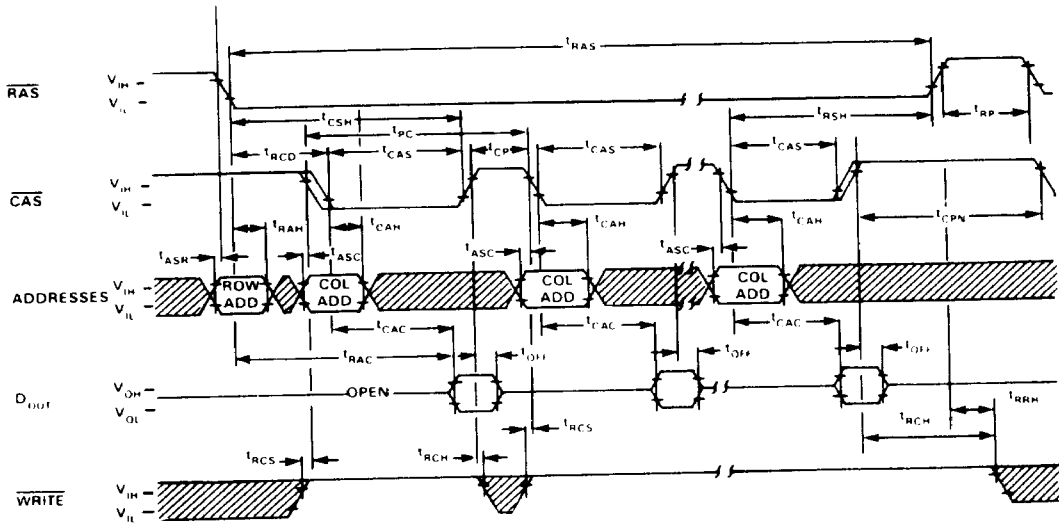 tRAS
RAS
VIH
VIL
tCSH
tRSH
tRP
tPC
tRCD
tCAS
tCP
tCAS
tCAS
CAS
VIH
VIL
tRAH
tCAH
tCAH
tCAH
tCPN
tASR
tASC
tASC
tASC
ADDRESSES
VIH
VIL
ROW ADD
COL ADD
COL ADD
COL ADD
tCAC
tCAC
tCAC
tRAC
tOFF
tOFF
tOFF
DOUT
VOH
VOL
OPEN
tRRH
tRCS
tRCH
tRCS
tRCH
WRITE
VIH
VIL